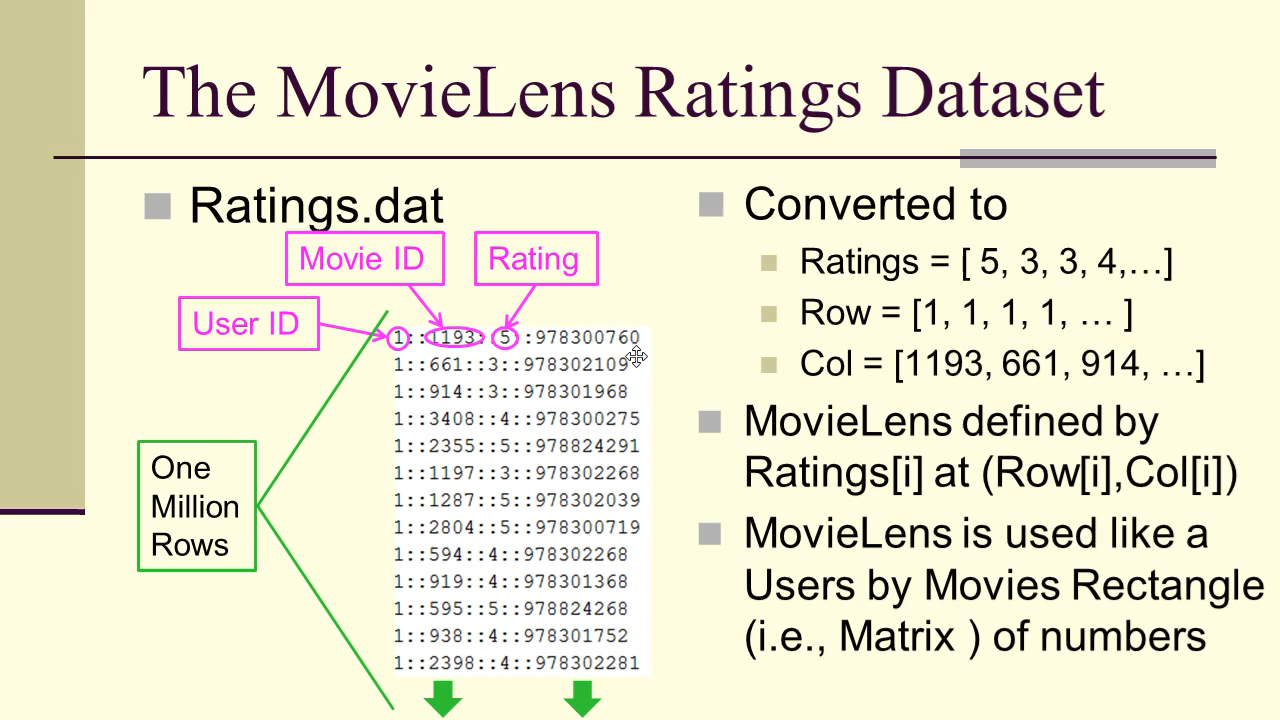 The MovieLens Ratings Dataset
Ratings.dat
Movie ID
Rating
User ID
1::1193::5::978300760
1::661::3::978302109
1::914::3::978301968
1::3408::4::978300275
1::2355::5::978824291
1::1197::3::978302268
1::1287::5::978302039
1::2804::5::978300719
1::594::4::978302268
1::919::4::978301368
1::595::5::978824268
1::938::4::978301752
1::2398::4::978302281
One
Million
Rows
Converted to
Ratings = [ 5, 3, 3, 4,…]
Row = [1, 1, 1, 1, … ]
Col = [1193, 661, 914, …]
MovieLens defined by
Ratings[i] at (Row[i],Col[i])
MovieLens is used like a
Users by Movies Rectangle
(i.e., Matrix ) of numbers